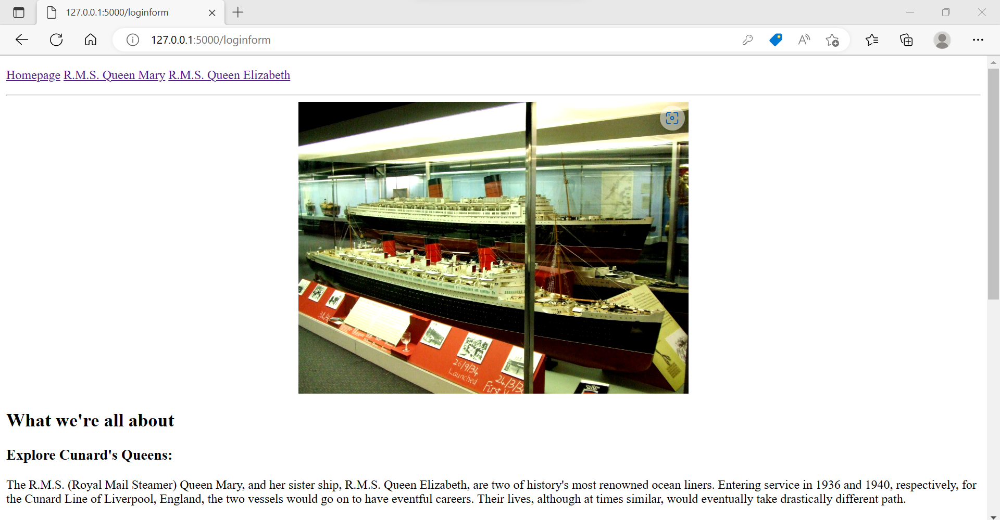 127.0.0.1:5000/loginform
127.0.0.1:5000/loginform
Homepage R.M.S. Queen Mary R.M.S. Queen Elizabeth
QUEEN ELIZABETH
26/9/34
Launched
24/3/3
First
QUEEN
MARY
What we're all about
Explore Cunard's Queens:
The R.M.S. (Royal Mail Steamer) Queen Mary, and her sister ship, R.M.S. Queen Elizabeth, are two of history's most renowned ocean liners. Entering service in 1936 and 1940, respectively, for
the Cunard Line of Liverpool, England, the two vessels would go on to have eventful careers. Their lives, although at times similar, would eventually take drastically different path.